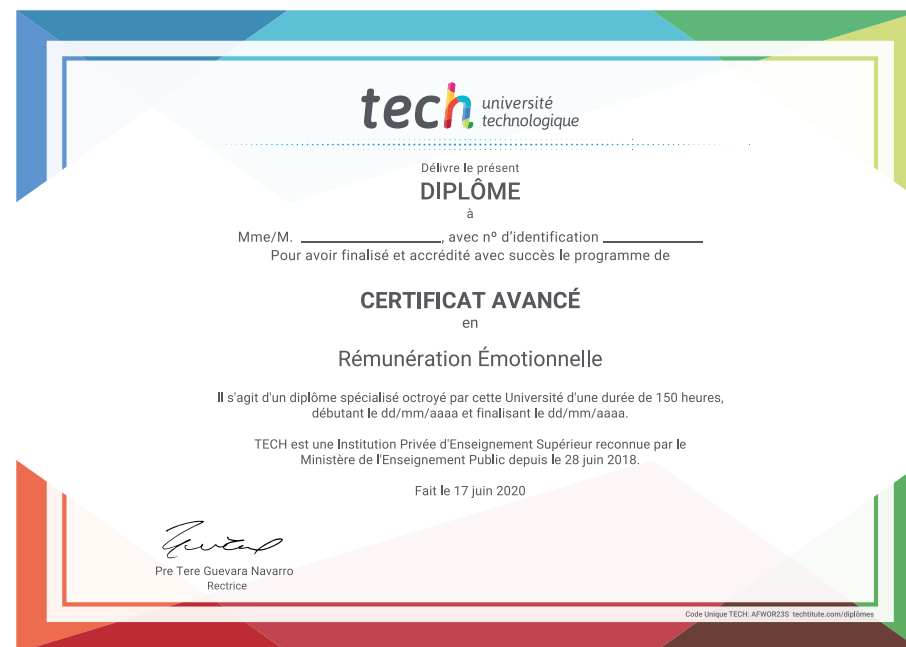 tech université
technologique
Délivre le présent
DIPLÔME
à
Mme/M. ____________________, avec nº d'identification ______________
Pour avoir finalisé et accrédité avec succès le programme de
CERTIFICAT AVANCÉ
en
Rémunération Émotionnelle
Il s'agit d'un diplôme spécialisé octroyé par cette Université d'une durée de 150 heures,
débutant le dd/mm/aaaa et finalisant le dd/mm/aaaa.
TECH est une Institution Privée d'Enseignement Supérieur reconnue par le
Ministère de l'Enseignement Public depuis le 28 juin 2018.
Fait le 17 juin 2020
Pre Tere Guevara Navarro
Rectrice
Code Unique TECH: AFWOR23S techtitute.com/diplômes